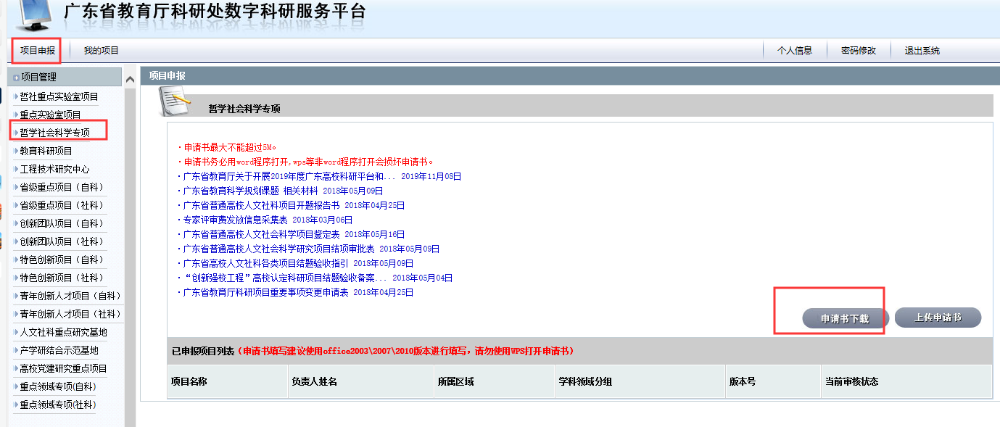 广东省教育厅科研处数字科研服务平台
项目申报 我的项目 个人信息 密码修改 退出系统
项目管理
哲社重点实验室项目
重点实验室项目
哲学社会科学专项
教育科研项目
工程技术研究中心
省级重点项目（自科）
省级重点项目（社科）
创新团队项目（自科）
创新团队项目（社科）
特色创新项目（自科）
特色创新项目（社科）
青年创新人才项目（自科）
青年创新人才项目（社科）
人文社科重点研究基地
产学研结合示范基地
高校党建研究重点项目
重点领域专项(自科)
重点领域专项(社科)
项目申报
哲学社会科学专项
·申请书最大不能超过5M。
·申请书务必用word程序打开,wps等非word程序打开会损坏申请书。
·广东省教育厅关于开展2019年度广东高校科研平台和... 2019年11月08日
·广东省教育科学规划课题 相关材料 2018年05月09日
·广东省普通高校人文社科项目开题报告书 2018年04月25日
·专家评审费发放信息采集表 2018年03月06日
·广东省普通高校人文社会科学项目鉴定表 2018年05月16日
·广东省普通高校人文社会科学研究项目结项审批表 2018年05月09日
·广东省高校人文社科各类项目结题验收指引 2018年05月09日
·“创新强校工程”高校认定科研项目结题验收备案... 2018年05月04日
·广东省教育厅科研项目重要事项变更申请表 2018年04月25日
申请书下载 上传申请书
已申报项目列表（申请书填写建议使用office2003\2007\2010版本进行填写，请勿使用WPS打开申请书）
项目名称 负责人姓名 所属区域 学科领域分组 版本号 当前审核状态